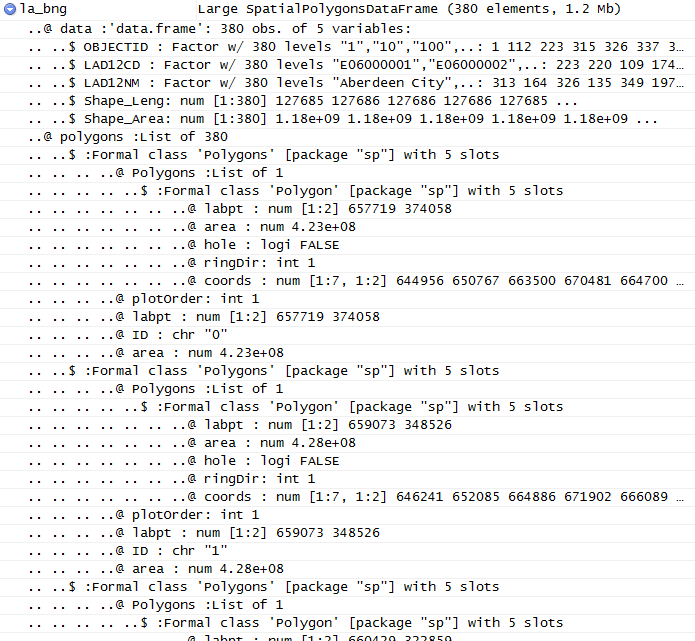 la_bng Large SpatialPolygonsDataFrame (380 elements, 1.2 Mb)
..@ data :'data.frame': 380 obs. of 5 variables:
.. ..$ OBJECTID : Factor w/ 380 levels "1","10","100",..: 1 112 223 315 326 337 3…
.. ..$ LAD12CD : Factor w/ 380 levels "E06000001","E06000002",..: 223 220 109 174…
.. ..$ LAD12NM : Factor w/ 380 levels "Aberdeen City",..: 313 164 326 135 349 197…
.. ..$ Shape_Leng: num [1:380] 127685 127686 127686 127686 127685 ...
.. ..$ Shape_Area: num [1:380] 1.18e+09 1.18e+09 1.18e+09 1.18e+09 1.18e+09 ...
..@ polygons :List of 380
.. ..$ :Formal class 'Polygons' [package "sp"] with 5 slots
.. .. .. ..@ Polygons :List of 1
.. .. .. .. ..$ :Formal class 'Polygon' [package "sp"] with 5 slots
.. .. .. .. .. .. ..@ labpt : num [1:2] 657719 374058
.. .. .. .. .. .. ..@ area : num 4.23e+08
.. .. .. .. .. .. ..@ hole : logi FALSE
.. .. .. .. .. .. ..@ ringDir: int 1
.. .. .. .. .. .. ..@ coords : num [1:7, 1:2] 644956 650767 663500 670481 664700 …
.. .. .. ..@ plotOrder: int 1
.. .. .. ..@ labpt : num [1:2] 657719 374058
.. .. .. ..@ ID : chr "0"
.. .. .. ..@ area : num 4.23e+08
.. ..$ :Formal class 'Polygons' [package "sp"] with 5 slots
.. .. .. ..@ Polygons :List of 1
.. .. .. .. ..$ :Formal class 'Polygon' [package "sp"] with 5 slots
.. .. .. .. .. .. ..@ labpt : num [1:2] 659073 348526
.. .. .. .. .. .. ..@ area : num 4.28e+08
.. .. .. .. .. .. ..@ hole : logi FALSE
.. .. .. .. .. .. ..@ ringDir: int 1
.. .. .. .. .. .. ..@ coords : num [1:7, 1:2] 646241 652085 664886 671902 666089 …
.. .. .. ..@ plotOrder: int 1
.. .. .. ..@ labpt : num [1:2] 659073 348526
.. .. .. ..@ ID : chr "1"
.. .. .. ..@ area : num 4.28e+08
.. ..$ :Formal class 'Polygons' [package "sp"] with 5 slots
.. .. .. ..@ Polygons :List of 1
.. .. .. .. ..$ :Formal class 'Polygon' [package "sp"] with 5 slots
.. .. .. .. .. .. ..@ labpt : num [1:2] 660429 322859